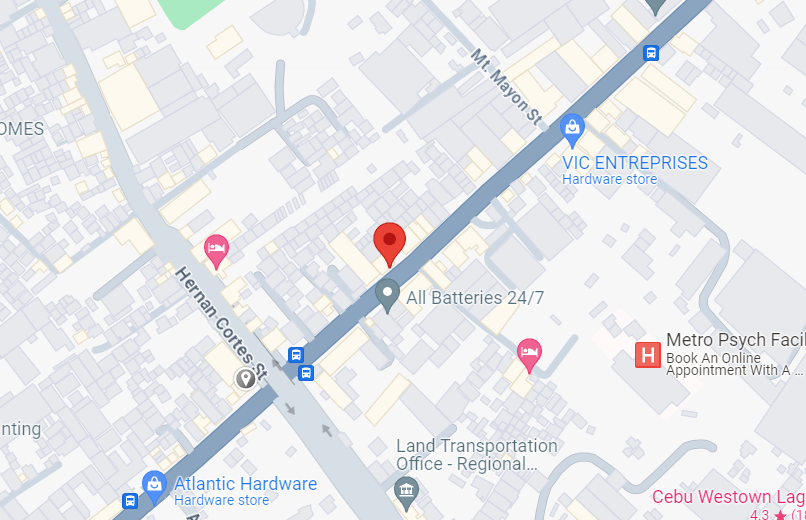 Mt. Mayon St
OMES
VIC ENTREPRISES
Hardware store
Hernan Cortes St
All Batteries 24/7
Metro Psych Facil
Book An Online
Appointment With A ...
nting
Land Transportation
Office - Regional...
Atlantic Hardware
Hardware store
Cebu Westown Lag
4.3